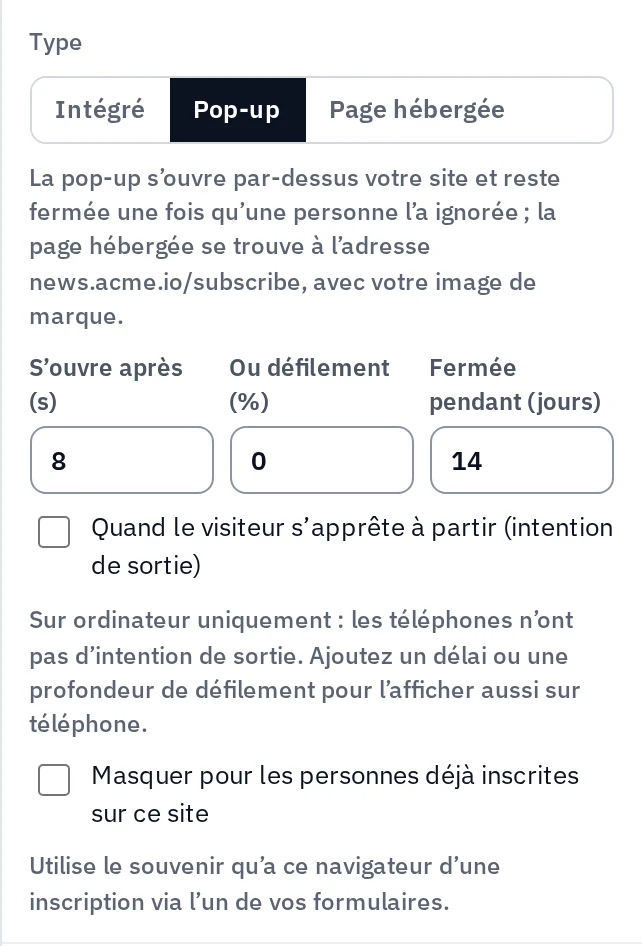 Type
Intégré Pop-up Page hébergée
La pop-up s’ouvre par-dessus votre site et reste
fermée une fois qu’une personne l’a ignorée ; la
page hébergée se trouve à l’adresse
news.acme.io/subscribe, avec votre image de
marque.
S’ouvre après (s)
Ou défilement (%)
Fermée pendant (jours)
8 0 14
Quand le visiteur s’apprête à partir (intention
de sortie)
Sur ordinateur uniquement : les téléphones n’ont
pas d’intention de sortie. Ajoutez un délai ou une
profondeur de défilement pour l’afficher aussi sur
téléphone.
Masquer pour les personnes déjà inscrites
sur ce site
Utilise le souvenir qu’a ce navigateur d’une
inscription via l’un de vos formulaires.